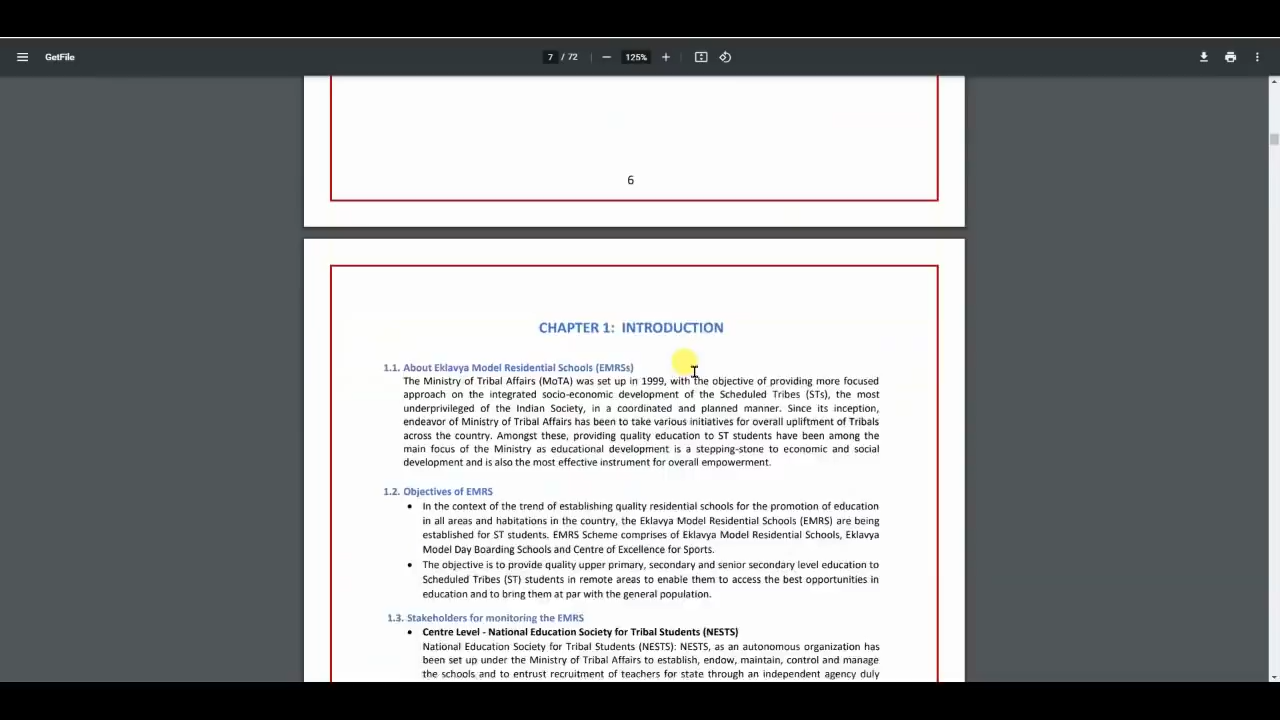 GetFile
7 / 72
125%
6
CHAPTER 1: INTRODUCTION
1.1. About Eklavya Model Residential Schools (EMRSs)
The Ministry of Tribal Affairs (MoTA) was set up in 1999, with the objective of providing more focused
approach on the integrated socio-economic development of the Scheduled Tribes (STs), the most
underprivileged of the Indian Society, in a coordinated and planned manner. Since its inception,
endeavor of Ministry of Tribal Affairs has been to take various initiatives for overall upliftment of Tribals
across the country. Amongst these, providing quality education to ST students have been among the
main focus of the Ministry as educational development is a stepping-stone to economic and social
development and is also the most effective instrument for overall empowerment.
1.2. Objectives of EMRS
• In the context of the trend of establishing quality residential schools for the promotion of education
in all areas and habitations in the country, the Eklavya Model Residential Schools (EMRS) are being
established for ST students. EMRS Scheme comprises of Eklavya Model Residential Schools, Eklavya
Model Day Boarding Schools and Centre of Excellence for Sports.
• The objective is to provide quality upper primary, secondary and senior secondary level education to
Scheduled Tribes (ST) students in remote areas to enable them to access the best opportunities in
education and to bring them at par with the general population.
1.3. Stakeholders for monitoring the EMRS
• Centre Level - National Education Society for Tribal Students (NESTS)
National Education Society for Tribal Students (NESTS): NESTS, as an autonomous organization has
been set up under the Ministry of Tribal Affairs to establish, endow, maintain, control and manage
the schools and to entrust recruitment of teachers for state through an independent agency duly